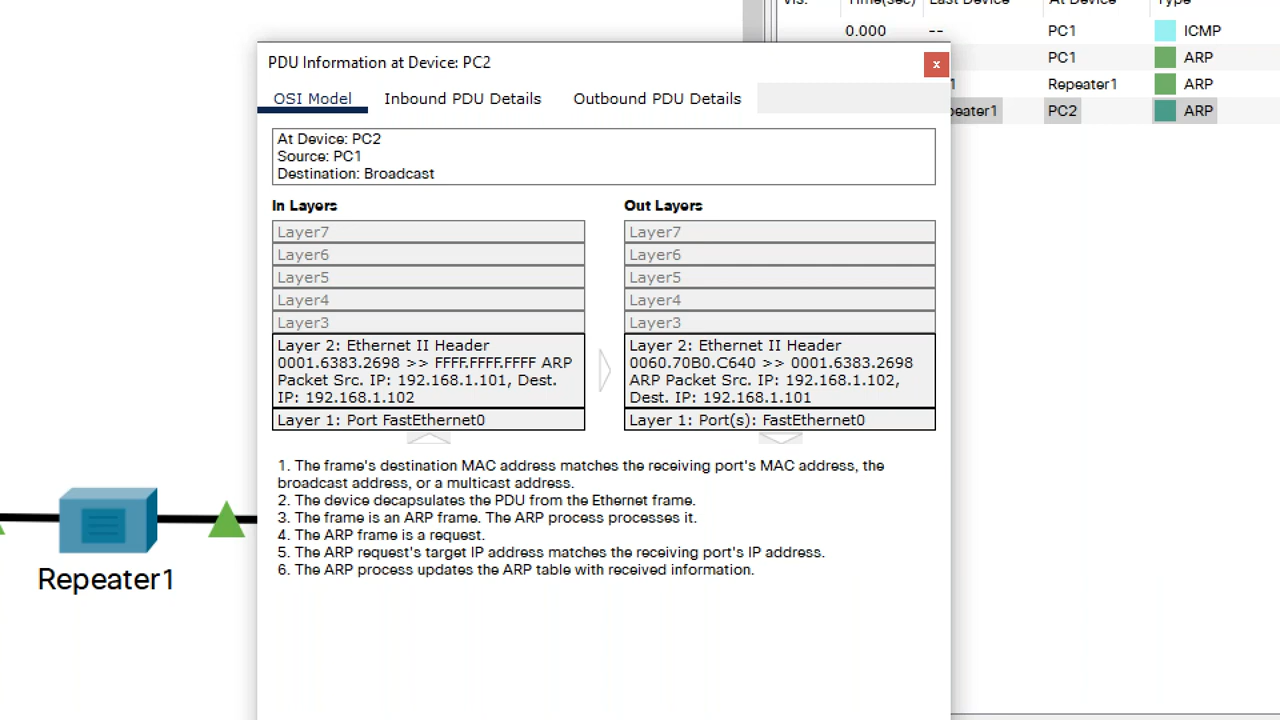 Vis. Time(Sec) Last Device At Device Type
0.000 -- PC1 ICMP
PC1 ARP
Repeater1 ARP
PC2 ARP
PDU Information at Device: PC2
x
OSI Model Inbound PDU Details Outbound PDU Details
At Device: PC2
Source: PC1
Destination: Broadcast
In Layers
Layer7
Layer6
Layer5
Layer4
Layer3
Layer 2: Ethernet II Header
0001.6383.2698 >> FFFF.FFFF.FFFF ARP
Packet Src. IP: 192.168.1.101, Dest.
IP: 192.168.1.102
Layer 1: Port FastEthernet0
Out Layers
Layer7
Layer6
Layer5
Layer4
Layer3
Layer 2: Ethernet II Header
0060.70B0.C640 >> 0001.6383.2698
ARP Packet Src. IP: 192.168.1.102,
Dest. IP: 192.168.1.101
Layer 1: Port(s): FastEthernet0
1. The frame's destination MAC address matches the receiving port's MAC address, the
broadcast address, or a multicast address.
2. The device decapsulates the PDU from the Ethernet frame.
3. The frame is an ARP frame. The ARP process processes it.
4. The ARP frame is a request.
5. The ARP request's target IP address matches the receiving port's IP address.
6. The ARP process updates the ARP table with received information.
Repeater1